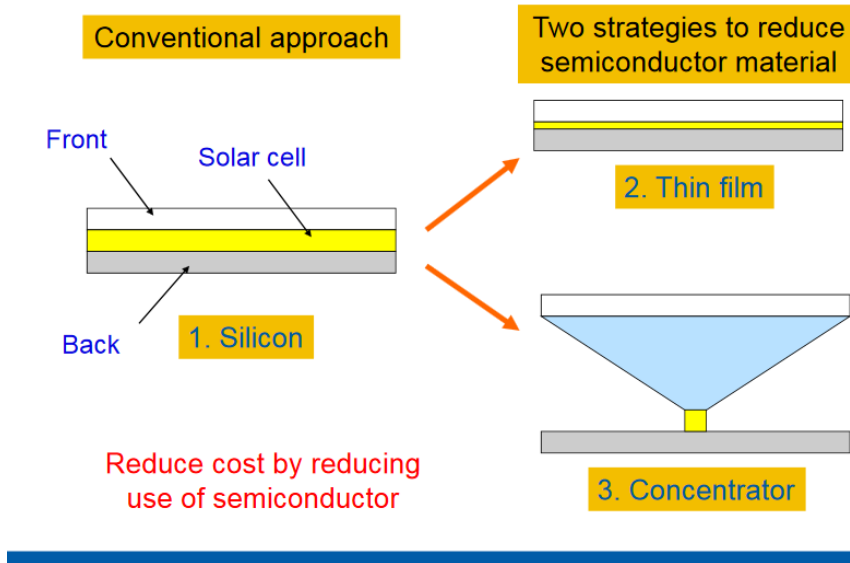 Conventional approach
Two strategies to reduce
semiconductor material
Front
Solar cell
2. Thin film
Back
1. Silicon
Reduce cost by reducing
use of semiconductor
3. Concentrator